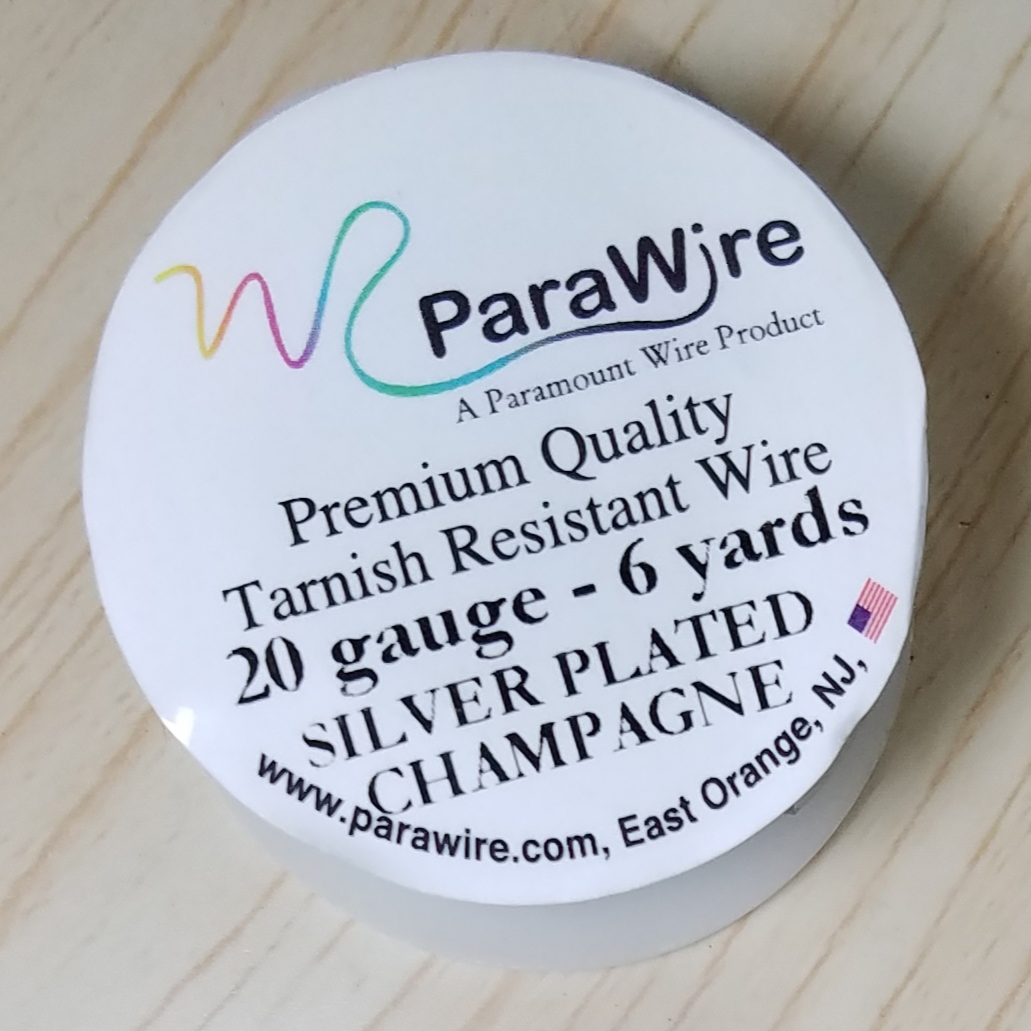 ParaWire
A Paramount Wire Product
Premium Quality
Tarnish Resistant Wire
20 gauge - 6 yards
SILVER PLATED
CHAMPAGNE
www.parawire.com, East Orange, NJ,